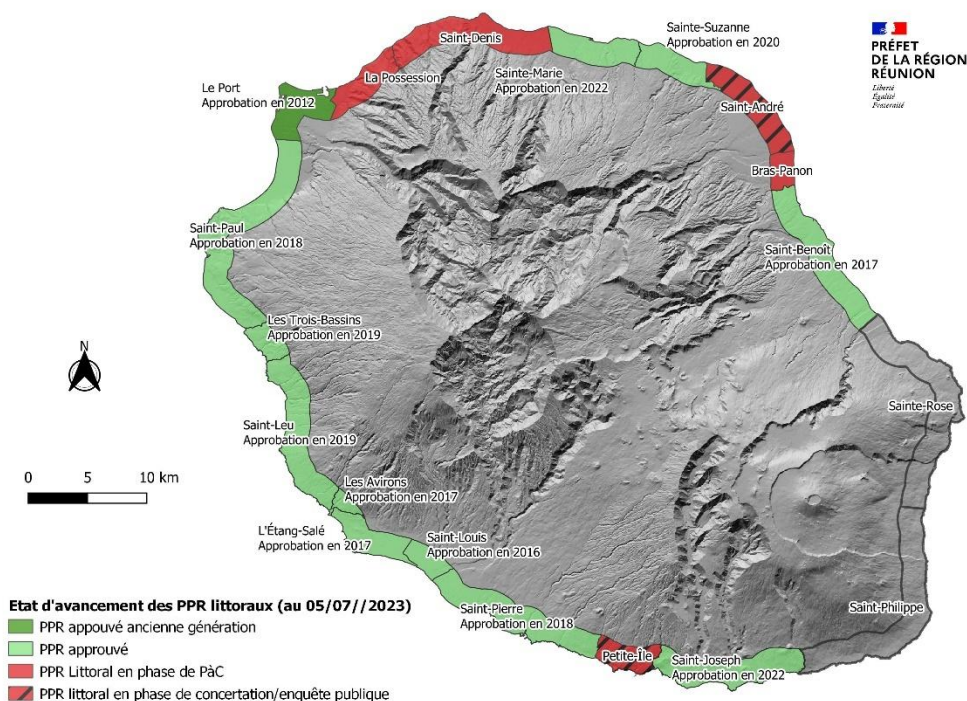 Saint-Denis
Sainte-Suzanne
Approbation en 2020
PRÉFET
DE LA RÉGION
RÉUNION
Liberté
Égalité
Fraternité
La Possession
Sainte-Marie
Approbation en 2022
Le Port
Approbation en 2012
Saint-André
Bras-Panon
Saint-Paul
Approbation en 2018
Saint-Benoît
Approbation en 2017
Les Trois-Bassins
Approbation en 2019
N
Sainte-Rose
Saint-Leu
Approbation en 2019
0 5 10 km
Les Avirons
Approbation en 2017
L'Étang-Salé
Approbation en 2017
Saint-Louis
Approbation en 2016
Saint-Pierre
Approbation en 2018
Saint-Philippe
Petite-Île
Saint-Joseph
Approbation en 2022
Etat d'avancement des PPR littoraux (au 05/07//2023)
PPR appouvé ancienne génération
PPR approuvé
PPR Littoral en phase de PàC
PPR littoral en phase de concertation/enquête publique